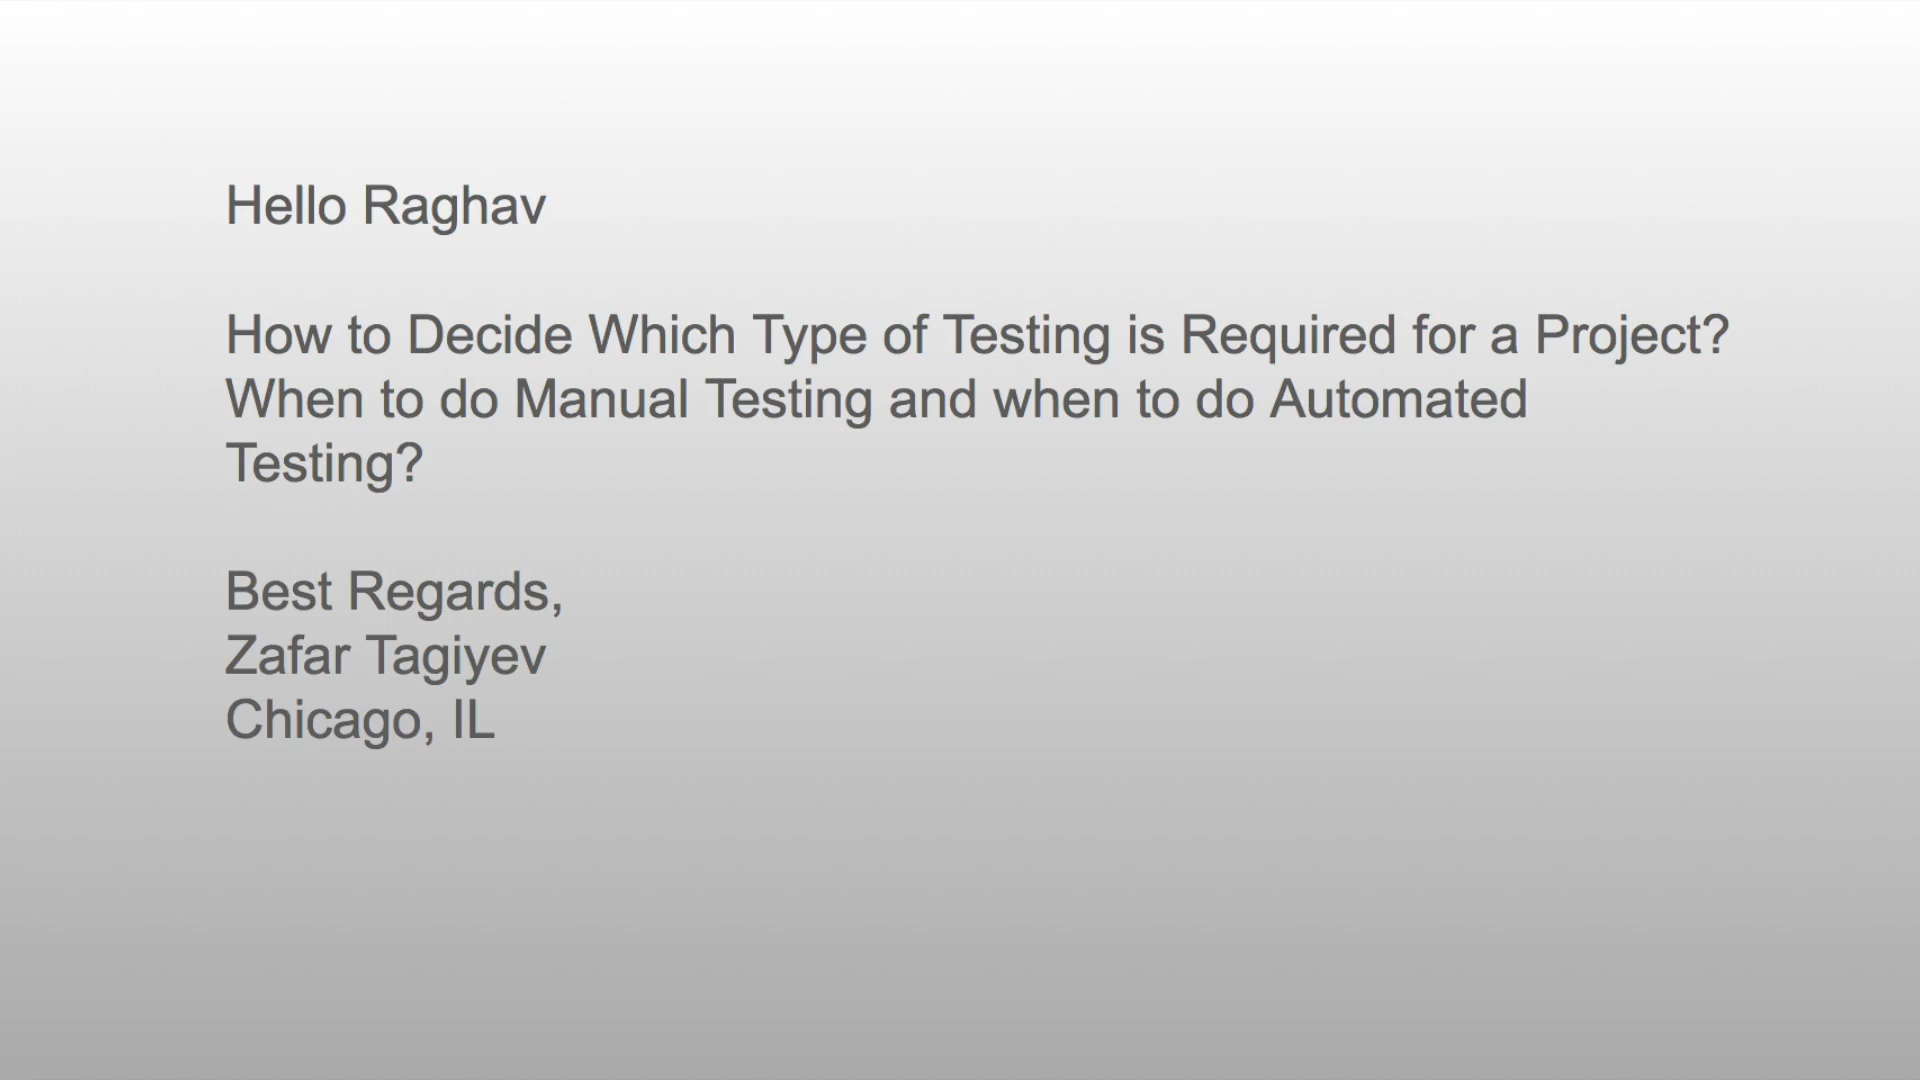 Hello Raghav
How to Decide Which Type of Testing is Required for a Project?
When to do Manual Testing and when to do Automated
Testing?
Best Regards,
Zafar Tagiyev
Chicago, IL